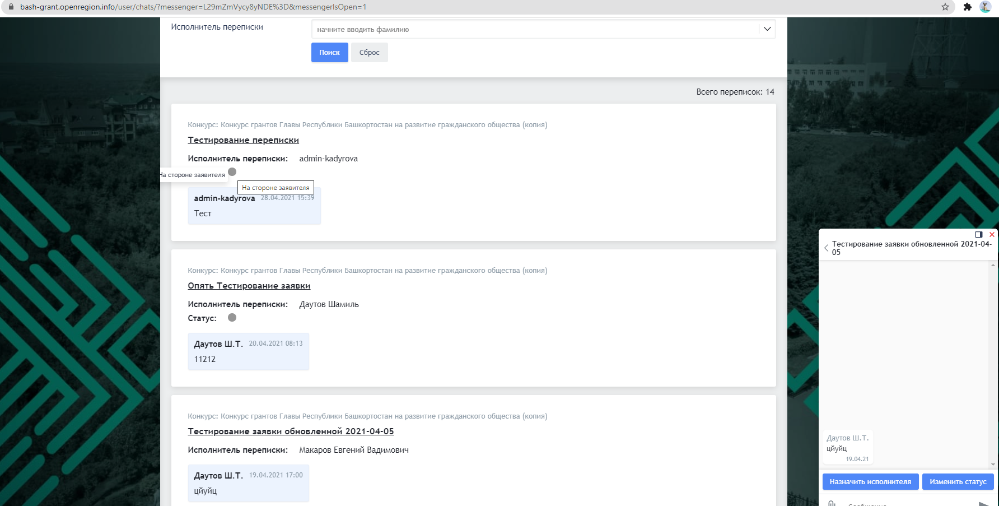 bash-grant.openregion.info/user/chats/?messenger=L29mZmVycy8yNDE%3D&messengerIsOpen=1
Исполнитель переписки
начните вводить фамилию
Поиск
Сброс
Всего переписок: 14
Конкурс: Конкурс грантов Главы Республики Башкортостан на развитие гражданского общества (копия)
Тестирование переписки
Исполнитель переписки: admin-kadyrova
На стороне заявителя
На стороне заявителя
admin-kadyrova 28.04.2021 15:39
Тест
Конкурс: Конкурс грантов Главы Республики Башкортостан на развитие гражданского общества (копия)
Опять Тестирование заявки
Исполнитель переписки: Даутов Шамиль
Статус:
Даутов Ш.Т. 20.04.2021 08:13
11212
Конкурс: Конкурс грантов Главы Республики Башкортостан на развитие гражданского общества (копия)
Тестирование заявки обновленной 2021-04-05
Исполнитель переписки: Макаров Евгений Вадимович
Даутов Ш.Т. 19.04.2021 17:00
цйуйц
Тестирование заявки обновленной 2021-04-
05
Даутов Ш.Т.
цйуйц
19.04.21
Назначить исполнителя
Изменить статус